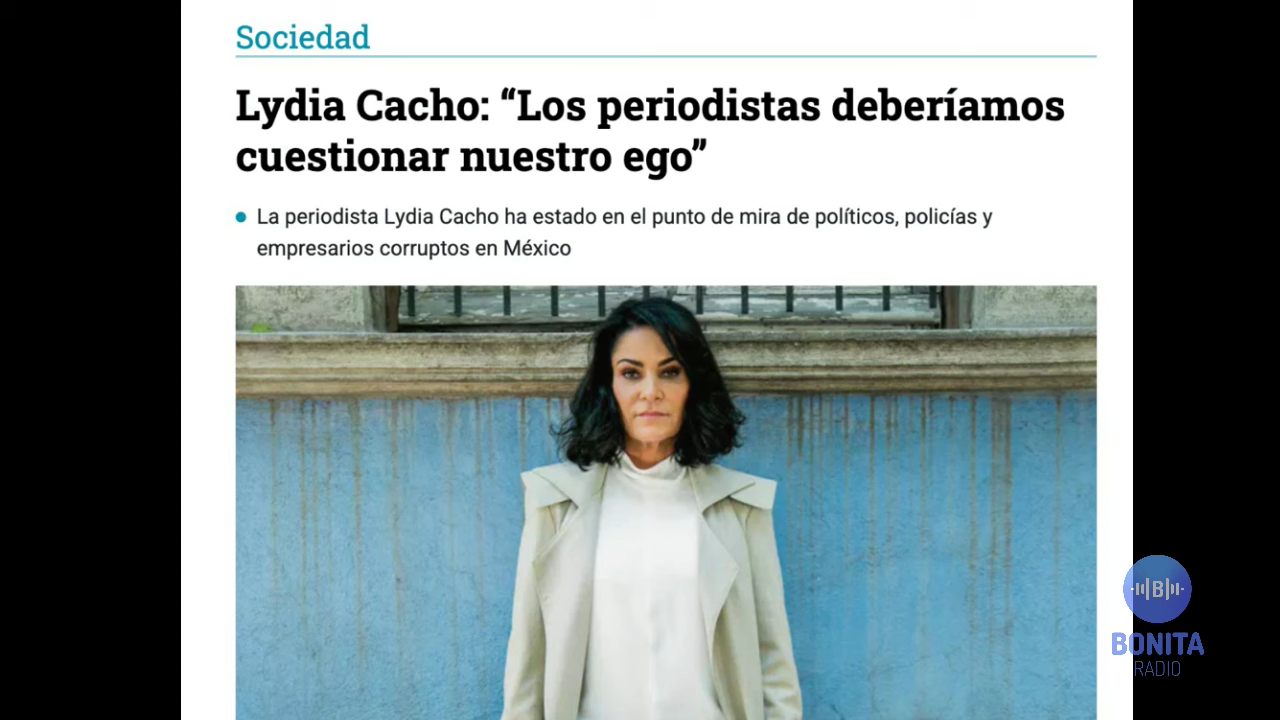 Sociedad
Lydia Cacho: “Los periodistas deberíamos
cuestionar nuestro ego”
La periodista Lydia Cacho ha estado en el punto de mira de políticos, policías y
empresarios corruptos en México
B
BONITA
RADIO